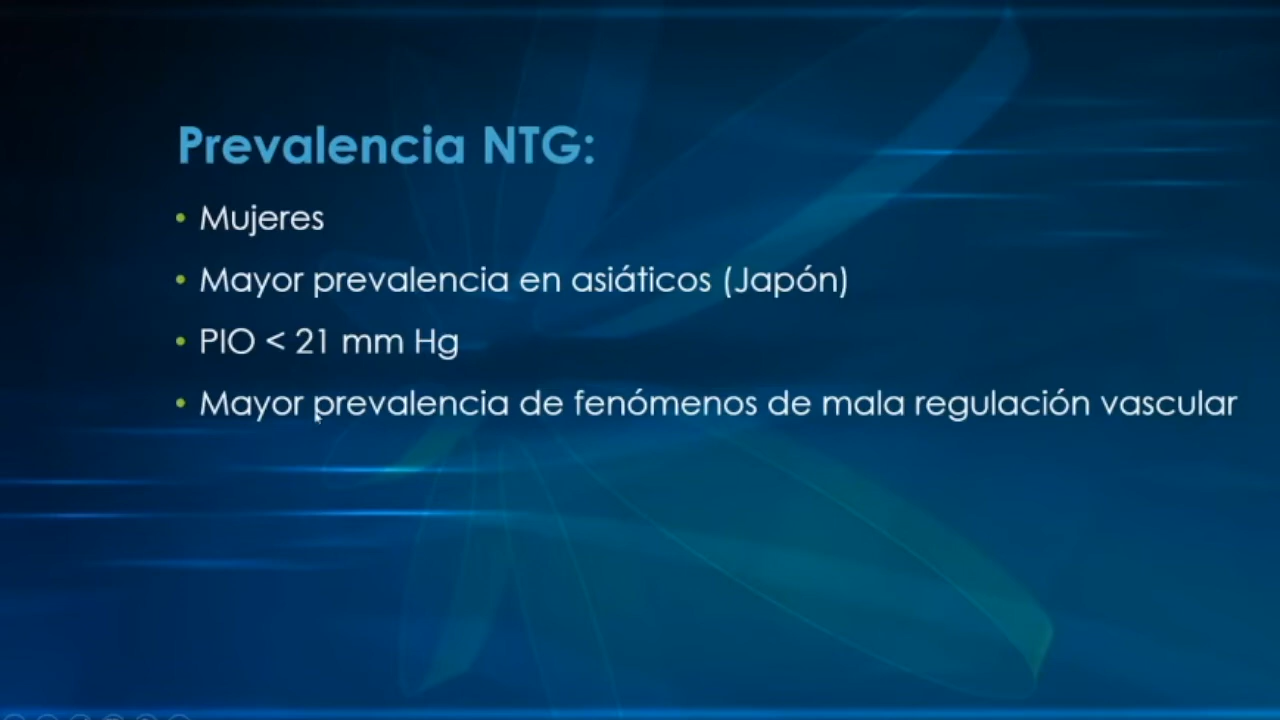 Prevalencia NTG:
• Mujeres
• Mayor prevalencia en asiáticos (Japón)
• PIO < 21 mm Hg
• Mayor prevalencia de fenómenos de mala regulación vascular